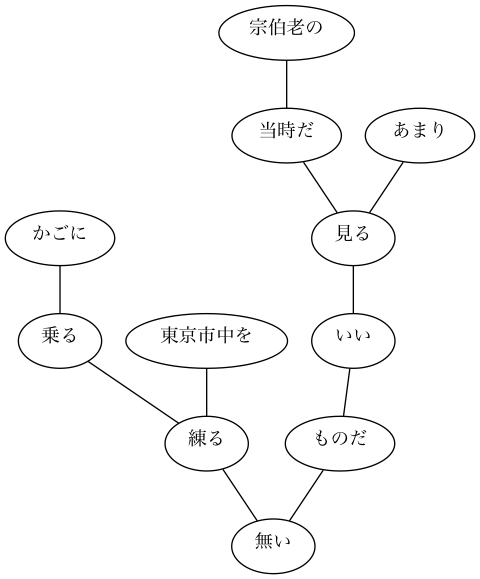 宗伯老の
当時だ
あまり
かごに
見る
乗る
東京市中を
いい
練る
ものだ
無い